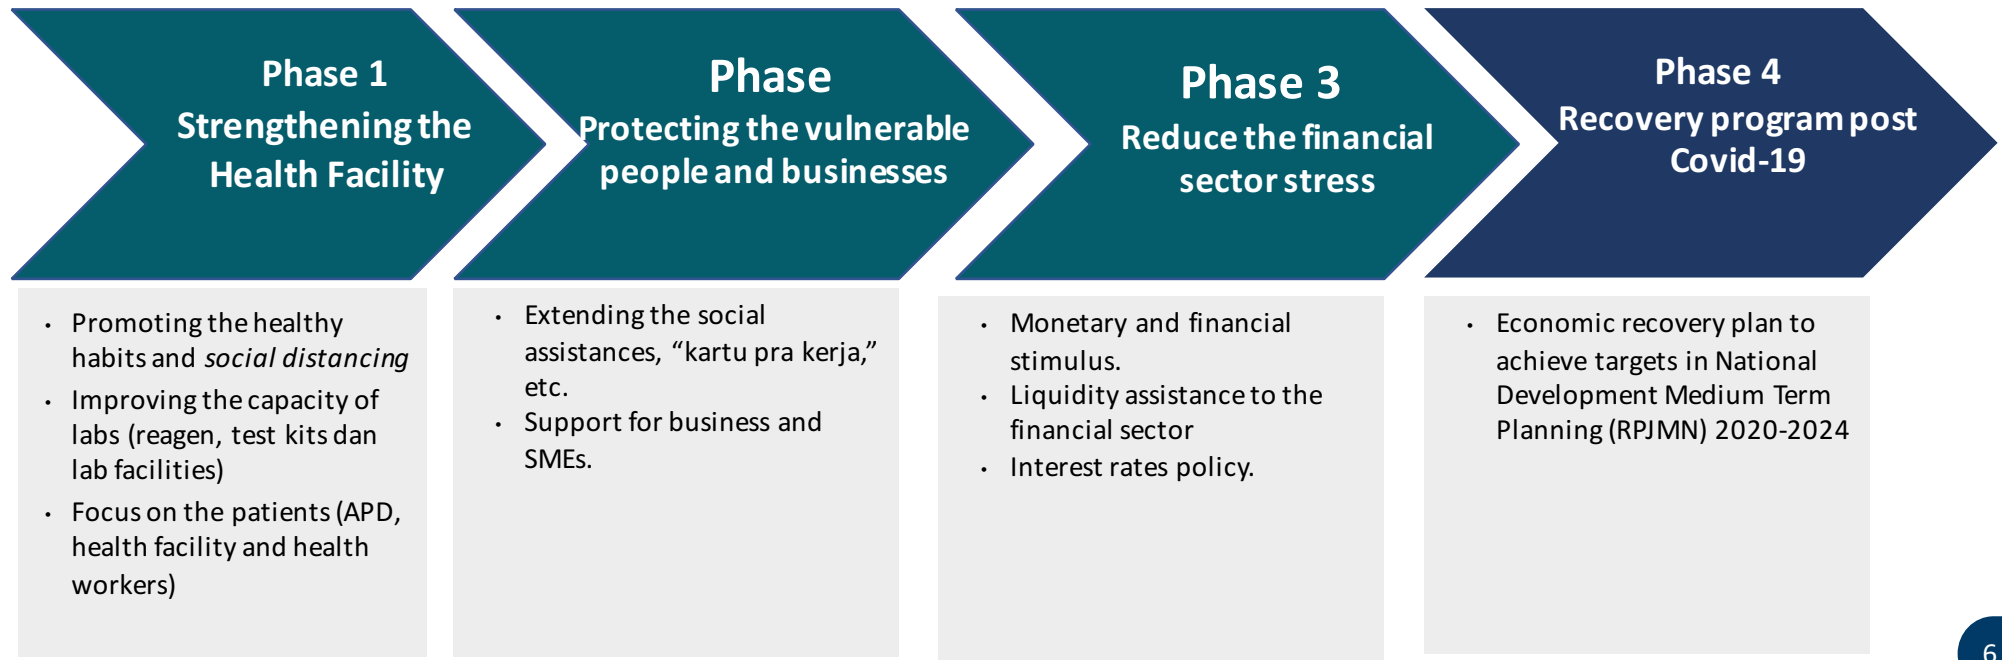 Phase 1
Strengthening the
Health Facility
Phase
Protecting the vulnerable
people and businesses
Phase 3
Reduce the financial
sector stress
Phase 4
Recovery program post
Covid-19
• Promoting the healthy
habits and social distancing
• Improving the capacity of
labs (reagen, test kits dan
lab facilities)
• Focus on the patients (APD,
health facility and health
workers)
• Extending the social
assistances, “kartu pra kerja,”
etc.
• Support for business and
SMEs.
• Monetary and financial
stimulus.
• Liquidity assistance to the
financial sector
• Interest rates policy.
• Economic recovery plan to
achieve targets in National
Development Medium Term
Planning (RPJMN) 2020-2024
6